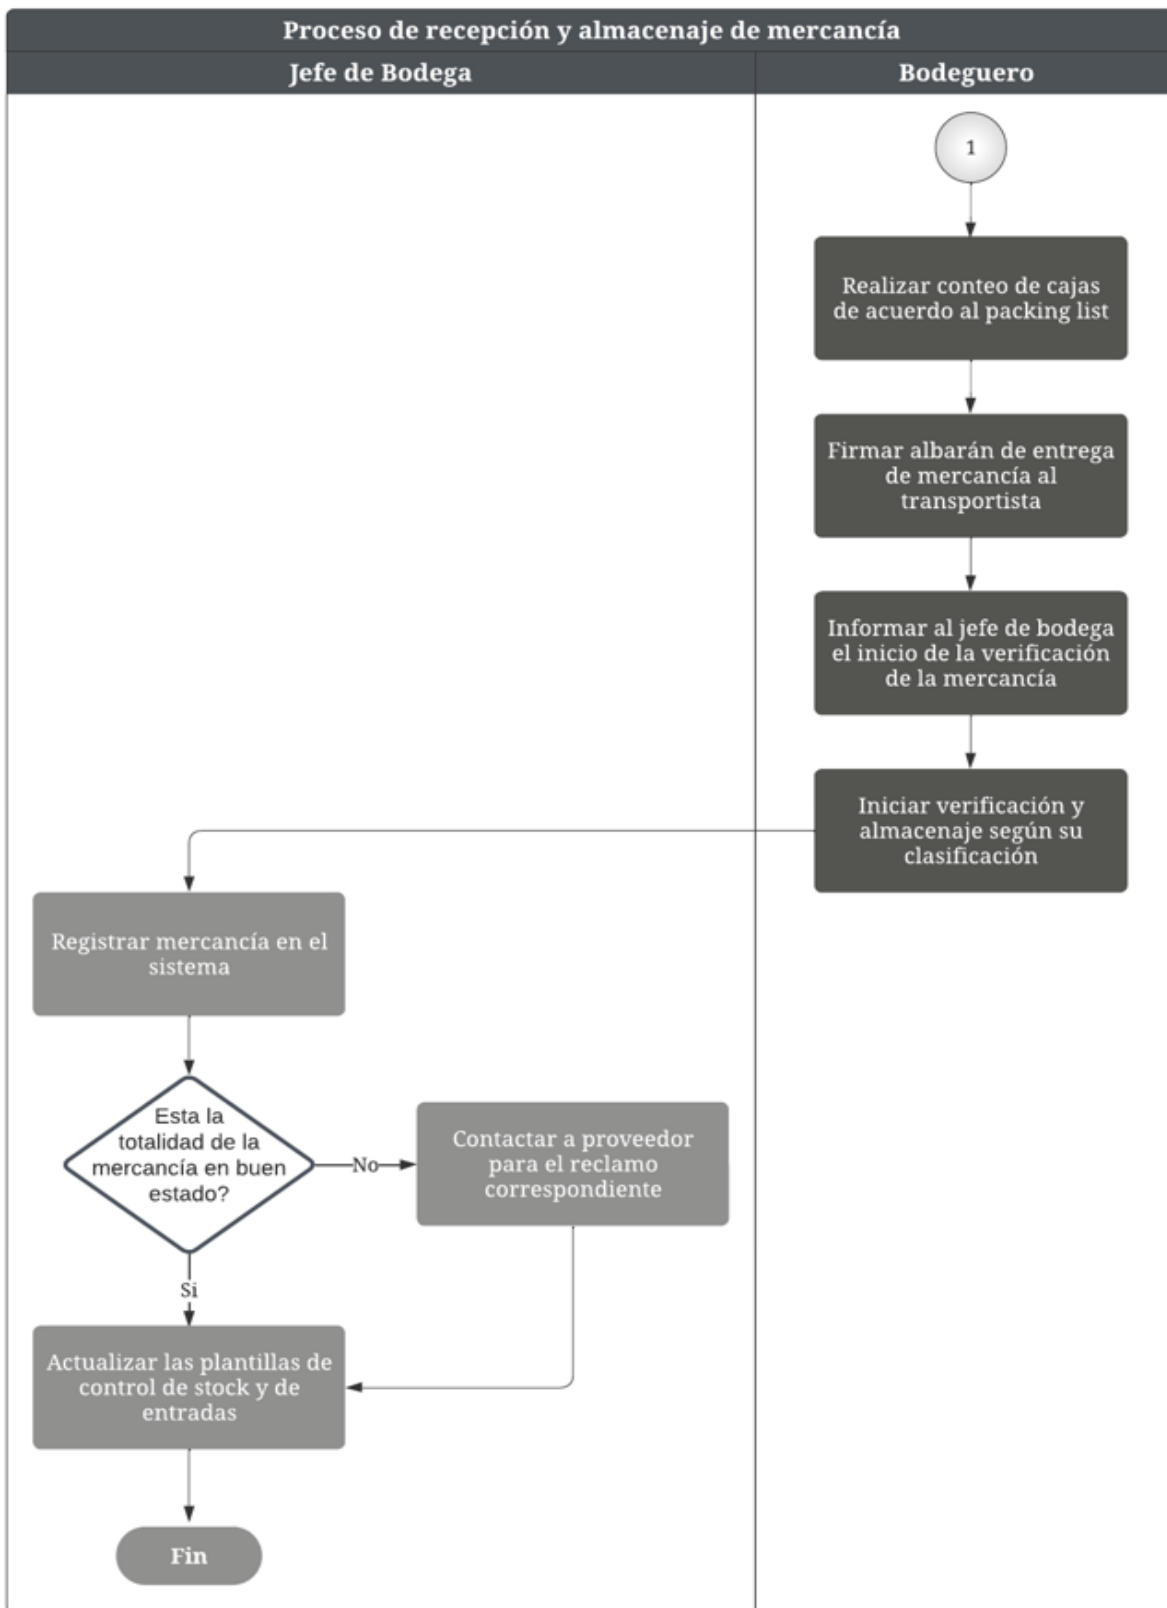 Proceso de recepción y almacenaje de mercancía
Jefe de Bodega
Bodeguero
1
Realizar conteo de cajas
de acuerdo al packing list
Firmar albarán de entrega
de mercancía al
transportista
Informar al jefe de bodega
el inicio de la verificación
de la mercancía
Iniciar verificación y
almacenaje según su
clasificación
Registrar mercancía en el
sistema
Esta la
totalidad de la
mercancía en buen
estado?
No
Contactar a proveedor
para el reclamo
correspondiente
Si
Actualizar las plantillas de
control de stock y de
entradas
Fin